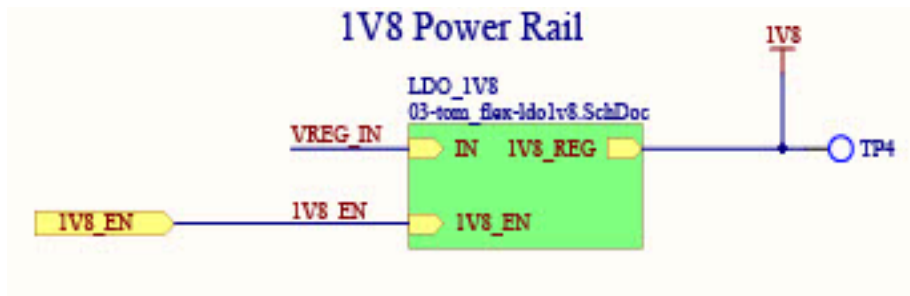 1V8 Power Rail
1V8
LDO_1V8
03-tom_flex-ldo1v8.SchDoc
VREG_IN
IN
1V8_REG
TP4
1V8_EN
1V8_EN
1V8_EN